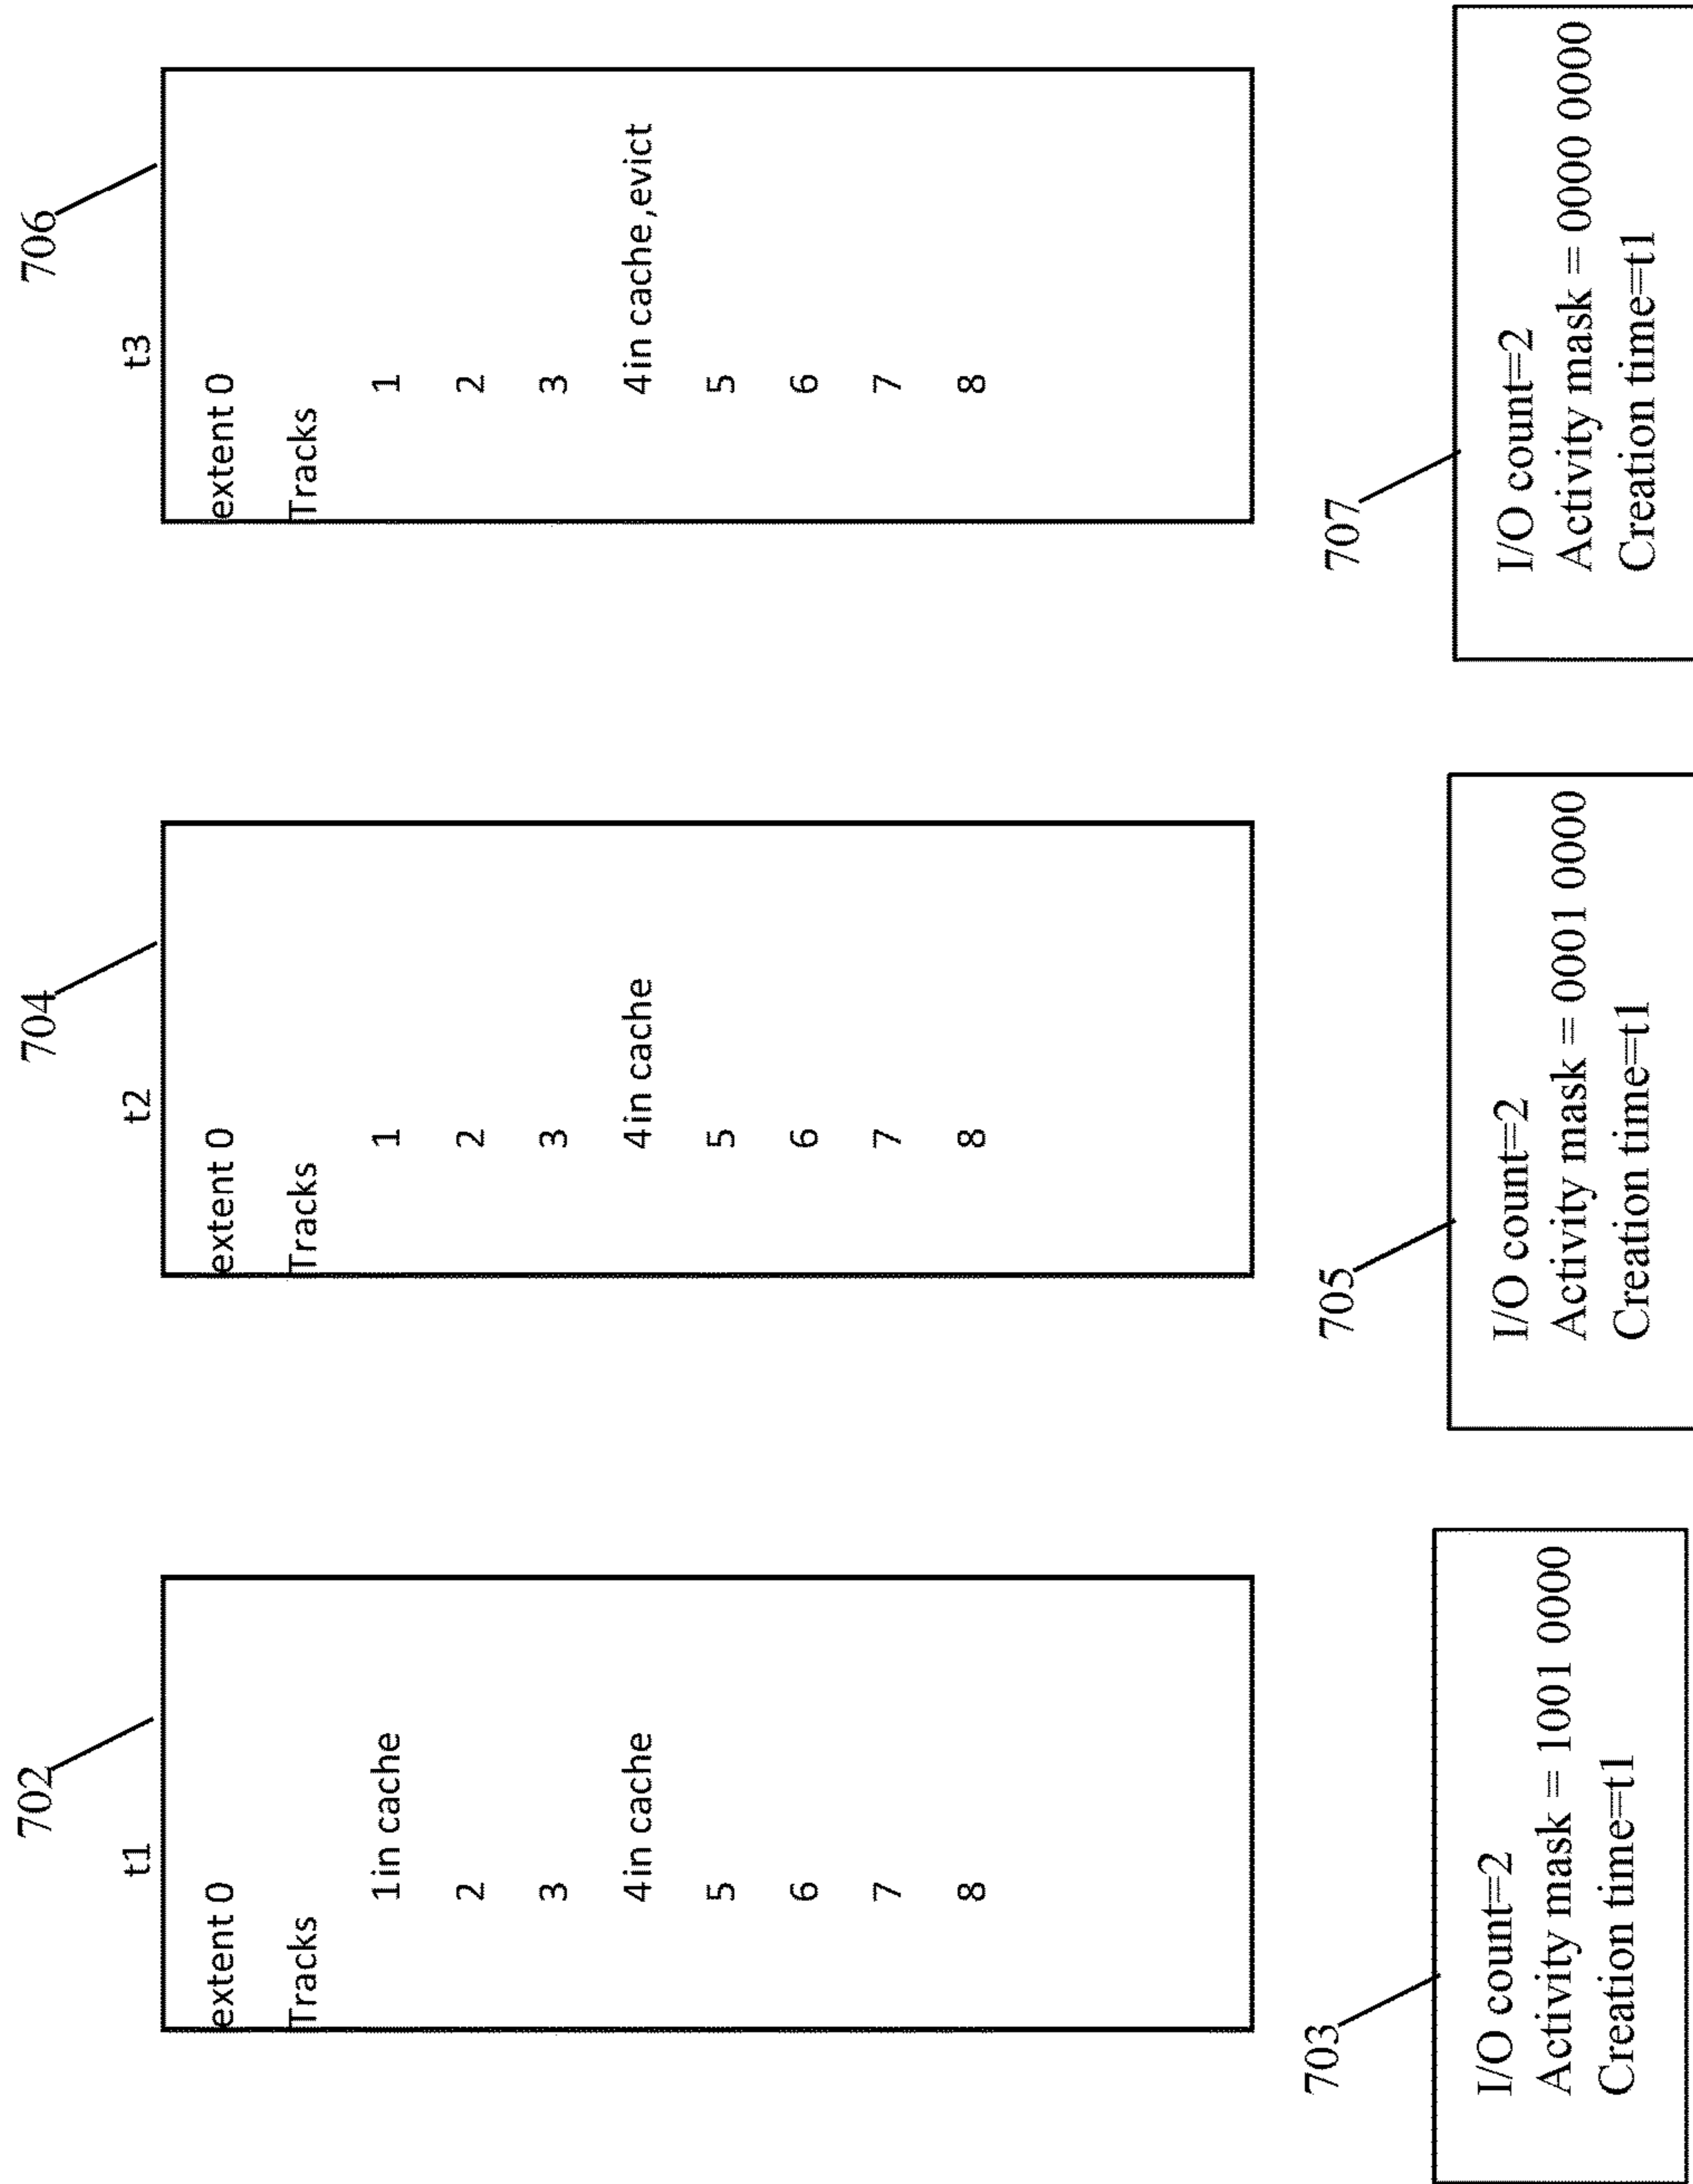 702
t1
extent 0
Tracks
1in cache
2
3
4in cache
5
6
7
8
703
I/O count=2
Activity mask = 1001 0000
Creation time=t1
704
t2
extent 0
Tracks
1
2
3
4in cache
5
6
7
8
705
I/O count=2
Activity mask = 0001 0000
Creation time=t1
706
t3
extent 0
Tracks
1
2
3
4in cache,evict
5
6
7
8
707
I/O count=2
Activity mask = 0000 0000
Creation time=t1